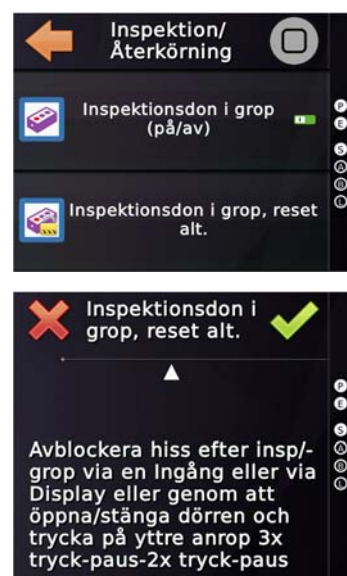 Inspektion/
Återkörning
Inspektionsdon i grop
(på/av)
Inspektionsdon i grop, reset
alt.
P
E
S
A
B
L
Inspektionsdon i
grop, reset alt.
Avblockera hiss efter insp/-
grop via en Ingång eller via
Display eller genom att
öppna/stänga dörren och
trycka på yttre anrop 3x
tryck-paus-2x tryck-paus
P
E
S
A
B
L